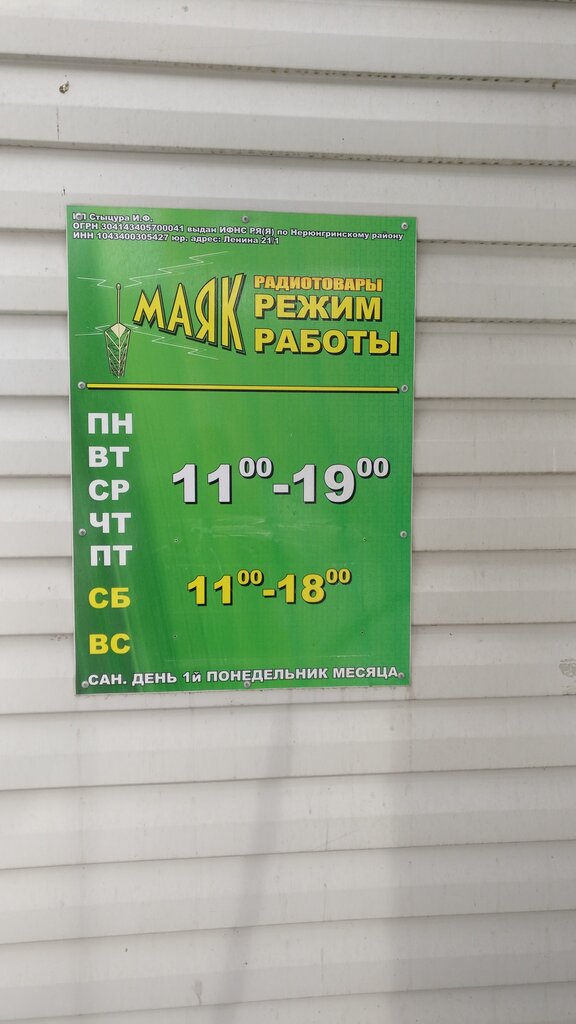 ИП Стыцура И.Ф.
ОГРН 304143405700041 выдан ИФНС РЯ(Я) по Нерюнгринскому району
ИНН 1043400305427 юр. адрес: Ленина 21/1
МАЯК
РАДИОТОВАРЫ
РЕЖИМ
РАБОТЫ
ПН
ВТ
СР
ЧТ
ПТ
11⁰⁰-19⁰⁰
СБ
11⁰⁰-18⁰⁰
ВС
САН. ДЕНЬ 1й ПОНЕДЕЛЬНИК МЕСЯЦА